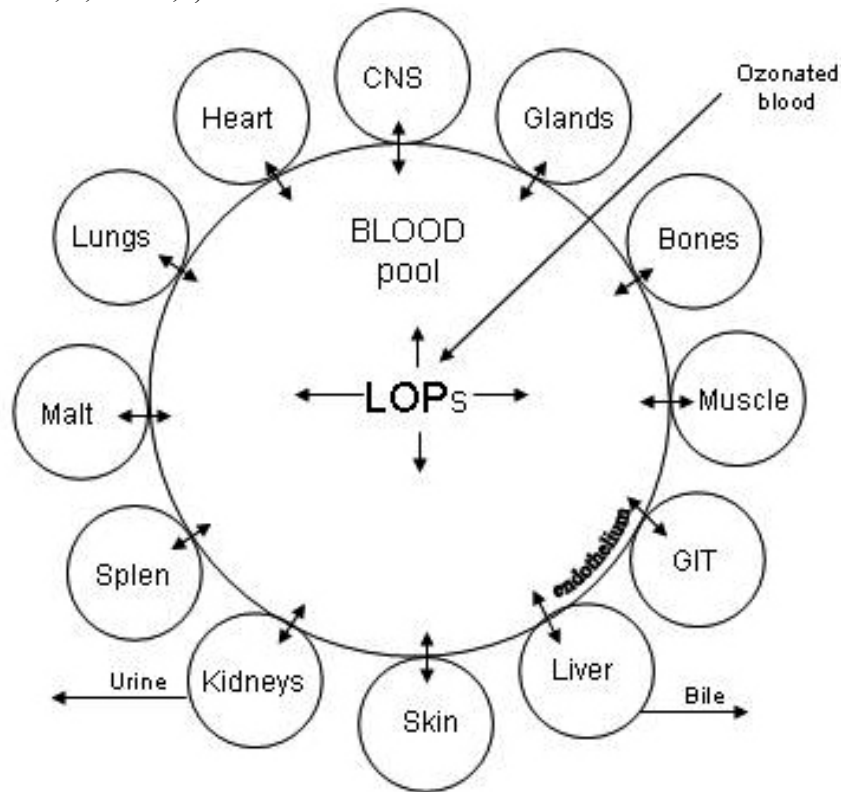 CNS
Ozonated
blood
Heart
Glands
Lungs
BLOOD
pool
Bones
LOPs
Malt
Muscle
endothelium
Splen
GIT
Urine
Kidneys
Skin
Liver
Bile